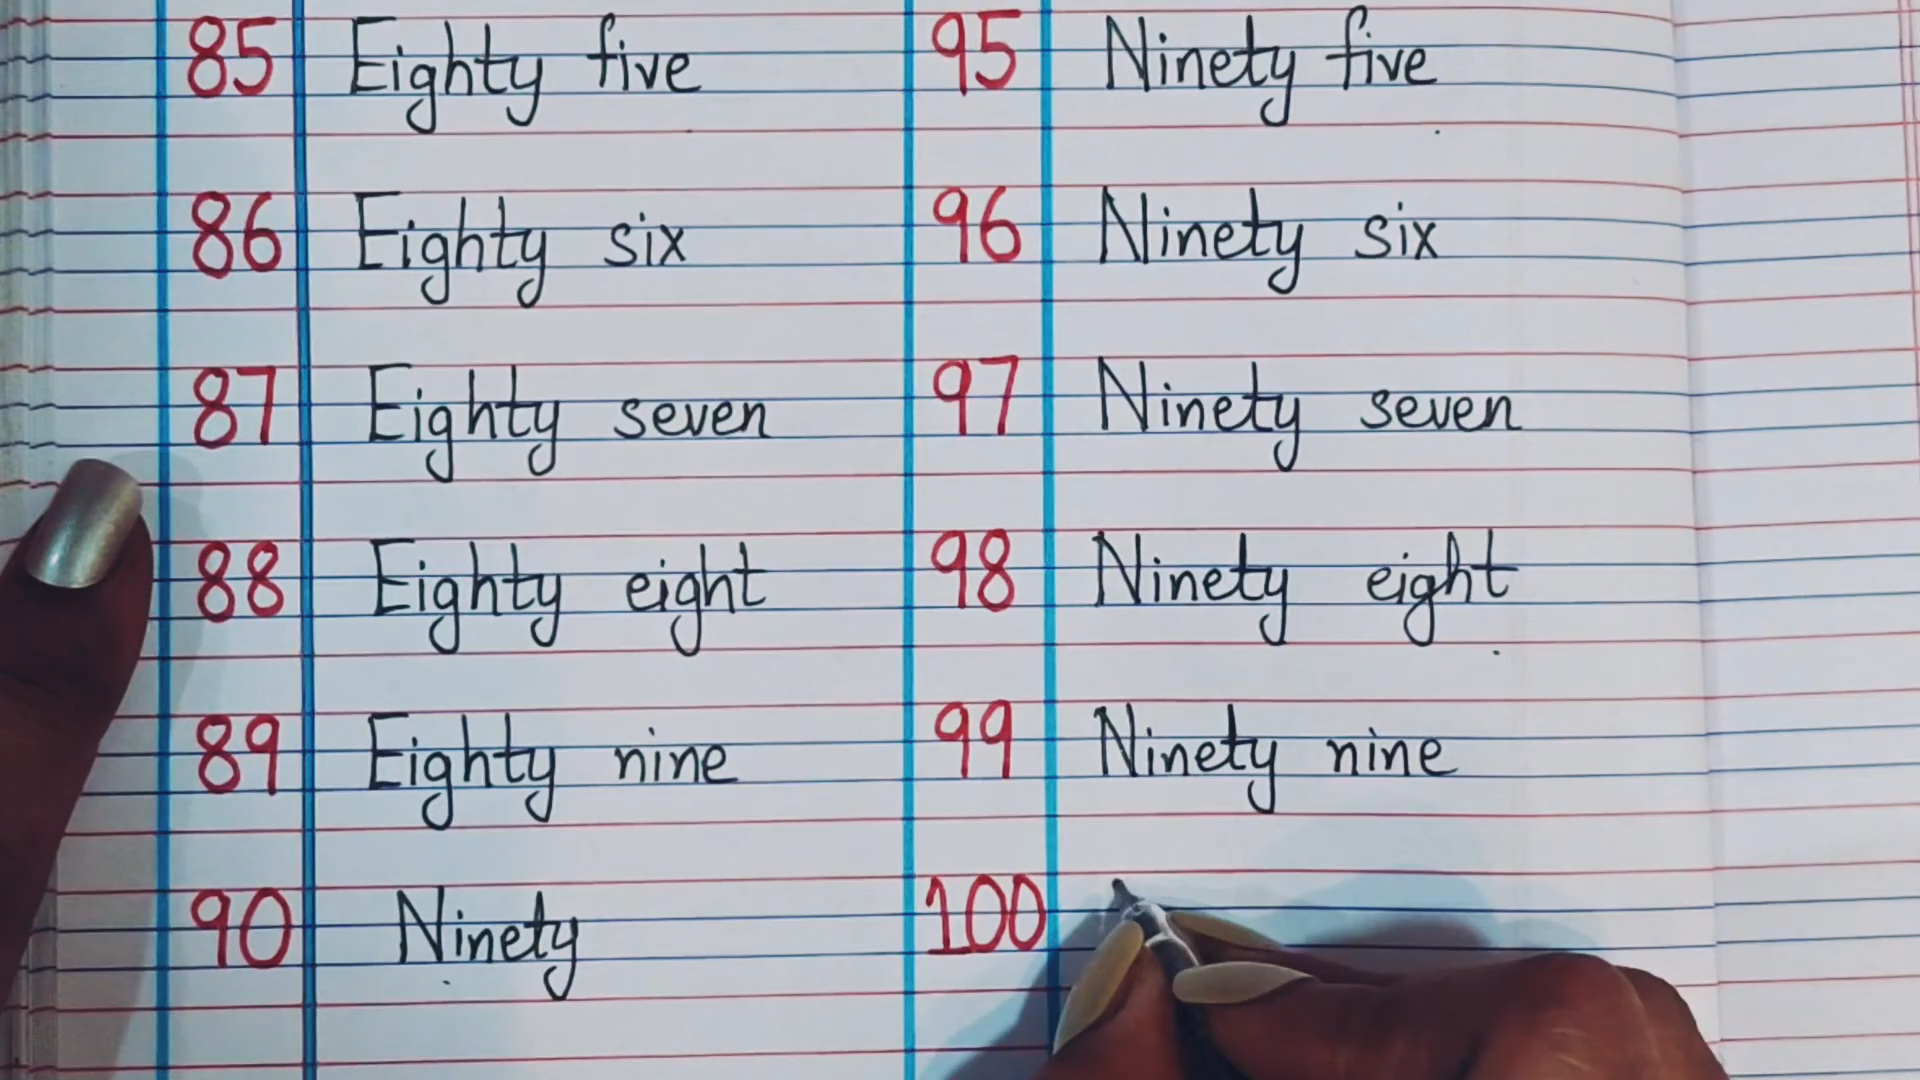 85 Eighty five 95 Ninety five
86 Eighty six 96 Ninety six
87 Eighty seven 97 Ninety seven
88 Eighty eight 98 Ninety eight
89 Eighty nine 99 Ninety nine
90 Ninety 100